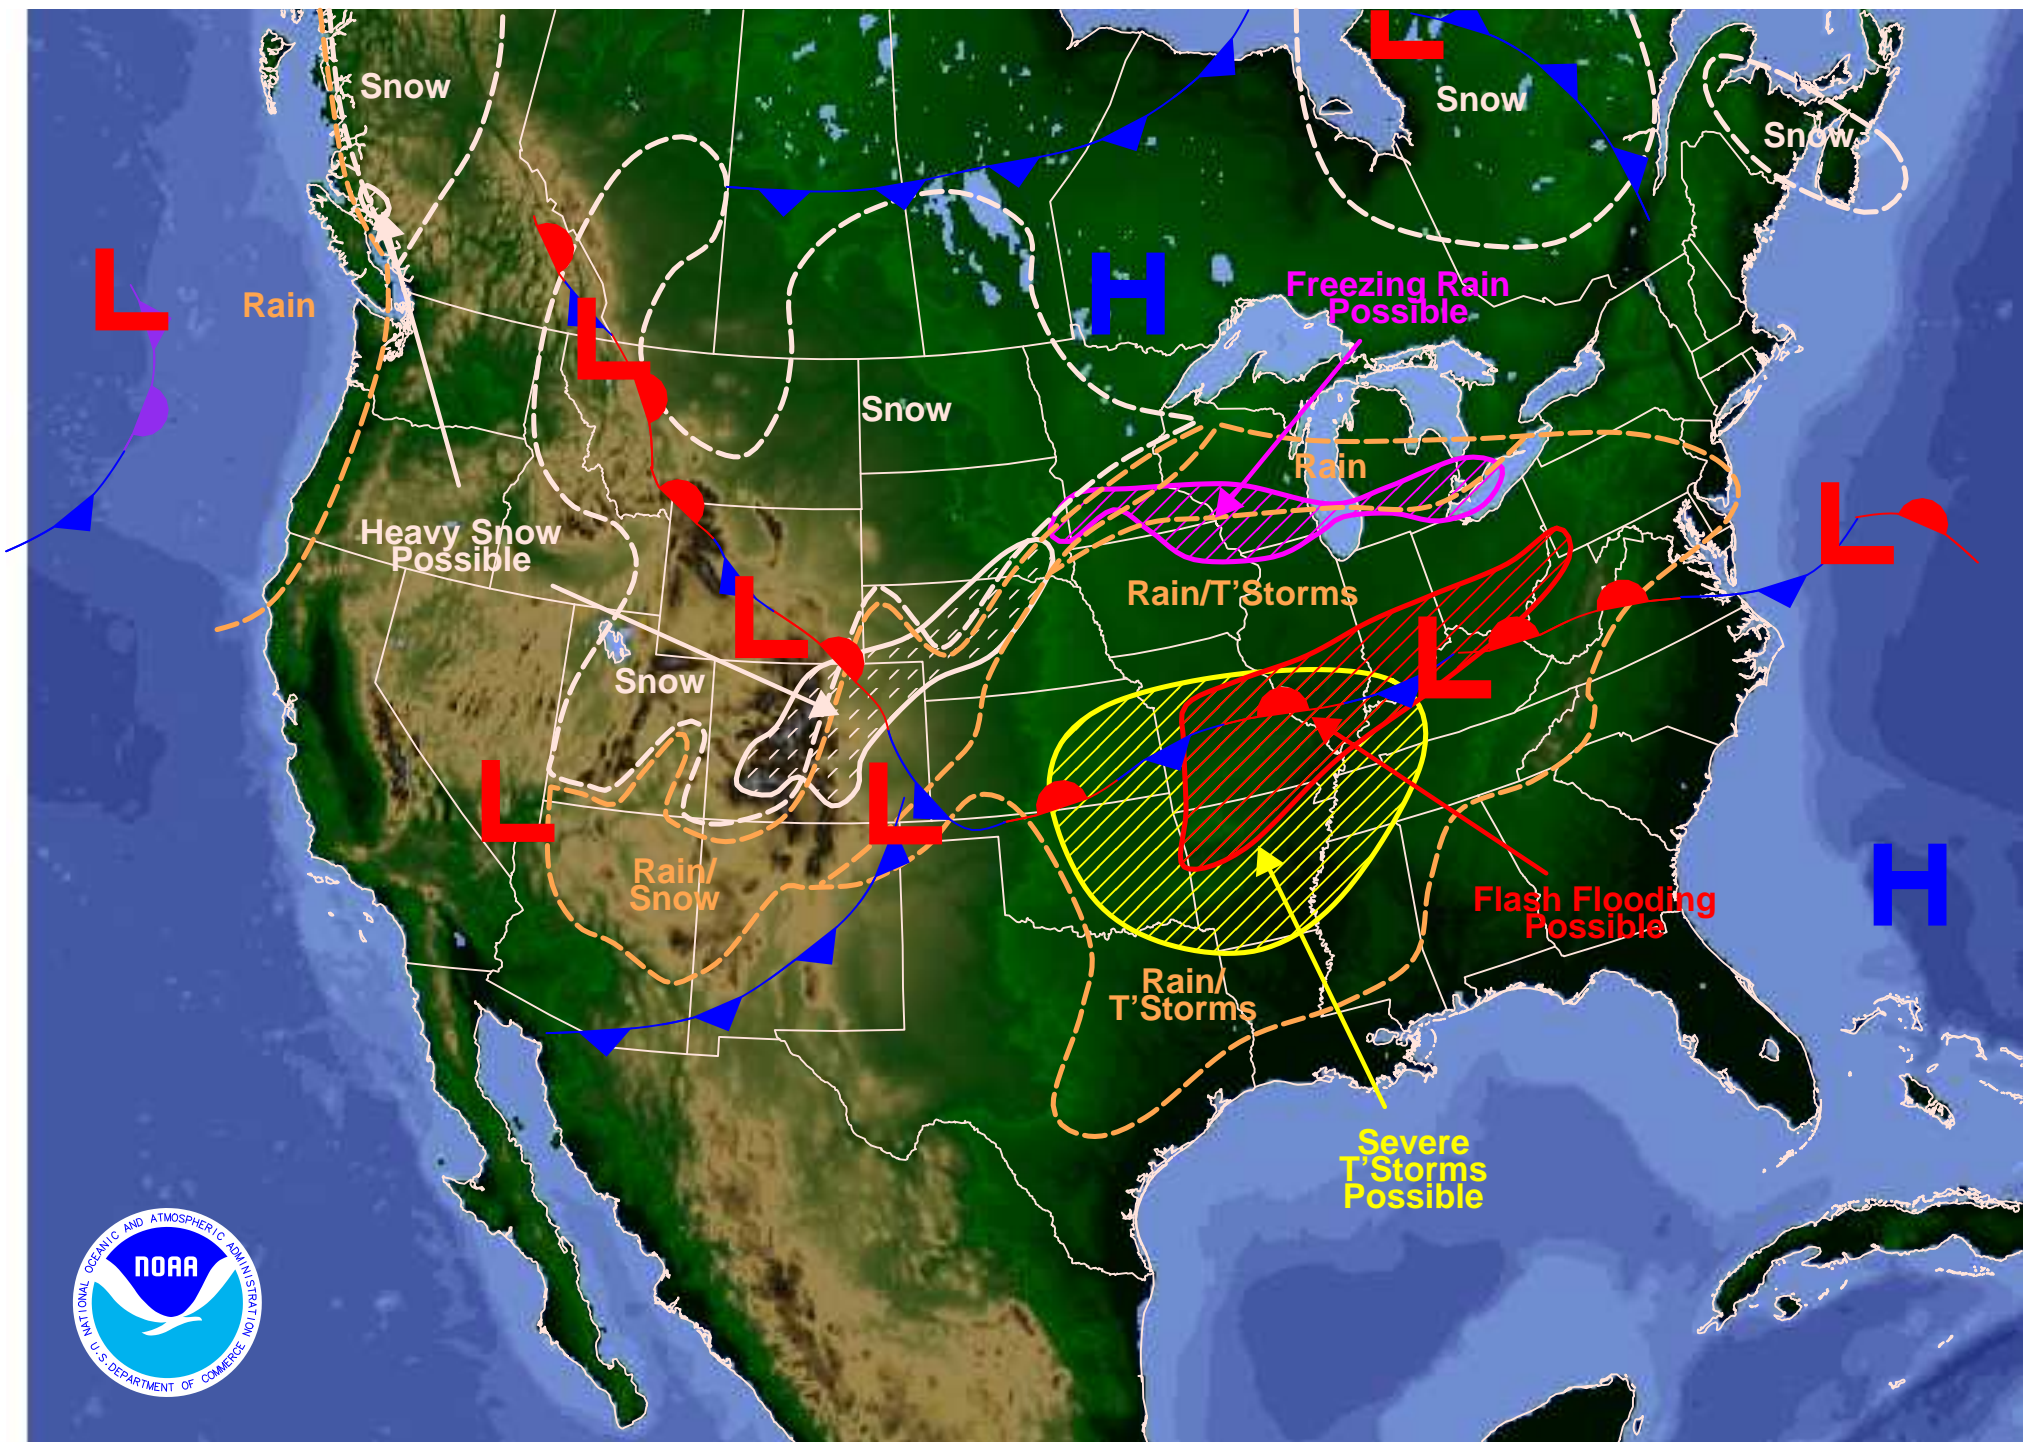 Snow
L
Snow
Snow
L
Rain
H
Freezing Rain
Possible
L
Snow
Rain
L
Heavy Snow
Possible
L
Rain/T'Storms
L
Snow
L
L
Rain/
Snow
H
Flash Flooding
Possible
Rain/
T'Storms
Severe
T'Storms
Possible
NATIONAL OCEANIC AND ATMOSPHERIC ADMINISTRATION
NOAA
U.S. DEPARTMENT OF COMMERCE